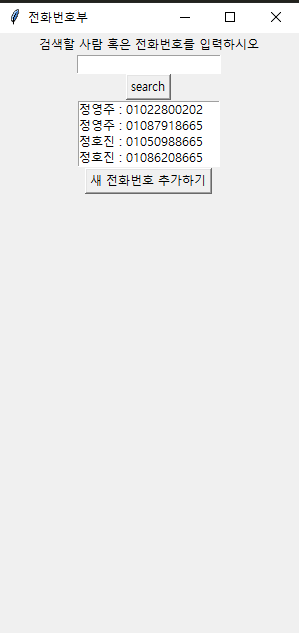 전화번호부
검색할 사람 혹은 전화번호를 입력하시오
search
정영주 : 01022800202
정영주 : 01087918665
정호진 : 01050988665
정호진 : 01086208665
새 전화번호 추가하기